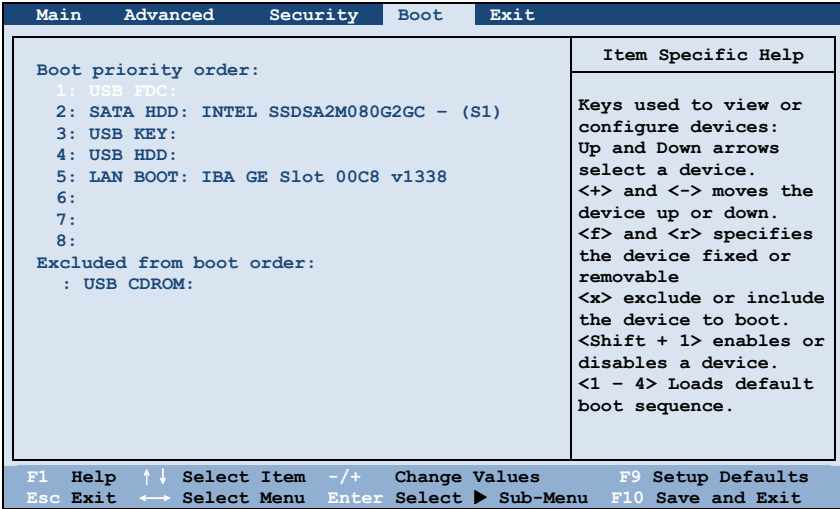 Main Advanced Security Boot Exit
Boot priority order:
1: USB FDC:
2: SATA HDD: INTEL SSDSA2M080G2GC – (S1)
3: USB KEY:
4: USB HDD:
5: LAN BOOT: IBA GE Slot 00C8 v1338
6:
7:
8:
Excluded from boot order:
: USB CDROM:
Item Specific Help
Keys used to view or
configure devices:
Up and Down arrows
select a device.
<+> and <-> moves the
device up or down.
<f> and <r> specifies
the device fixed or
removable
<x> exclude or include
the device to boot.
<Shift + 1> enables or
disables a device.
<1 – 4> Loads default
boot sequence.
F1 Help ↑↓ Select Item -/+ Change Values F9 Setup Defaults
Esc Exit ←→ Select Menu Enter Select ▶ Sub-Menu F10 Save and Exit